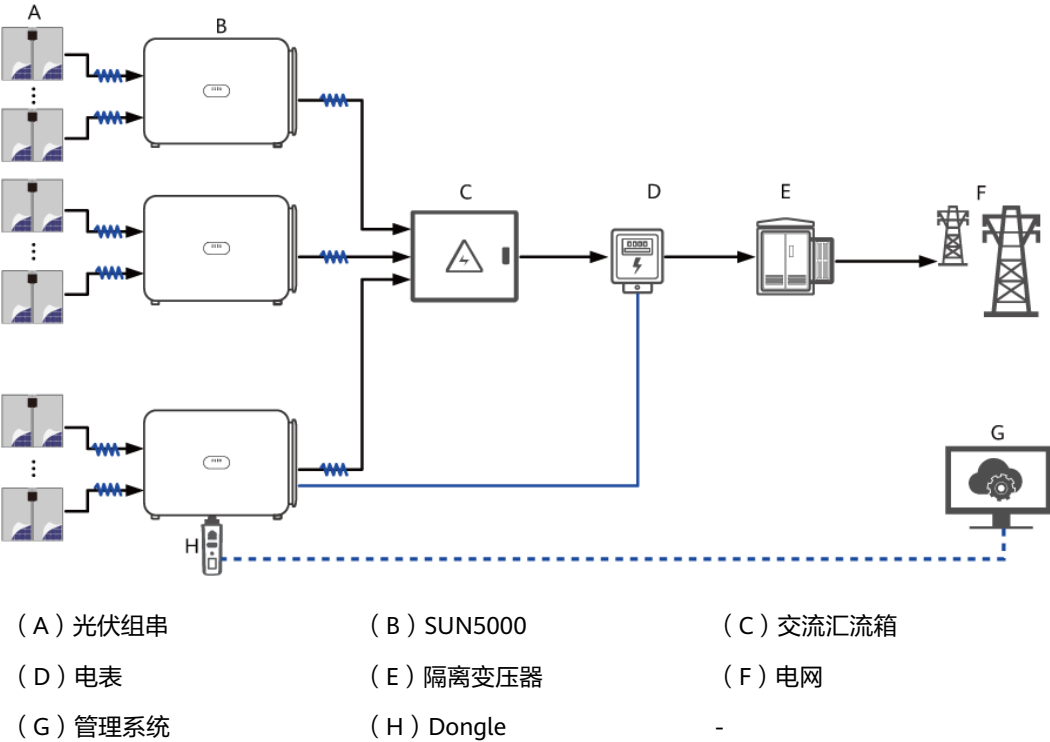 A
B
C
D
E
F
G
H
（A）光伏组串 （B）SUN5000 （C）交流汇流箱
（D）电表 （E）隔离变压器 （F）电网
（G）管理系统 （H）Dongle -